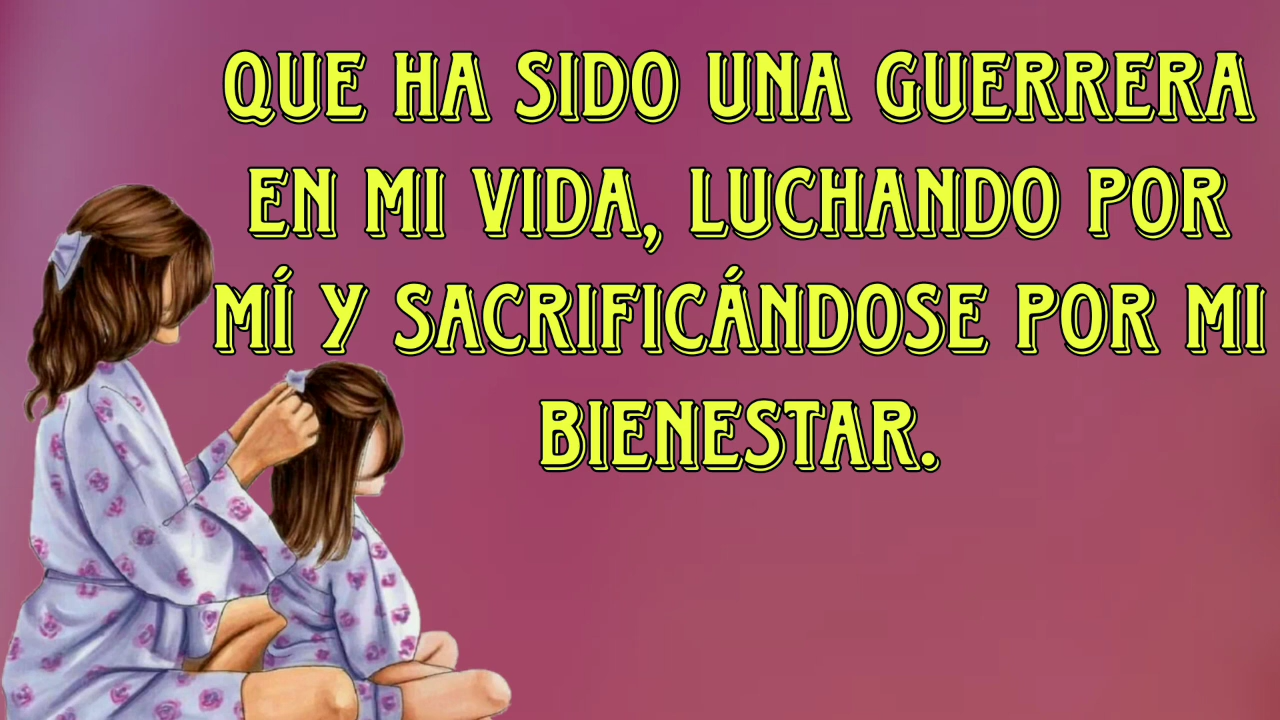 QUE HA SIDO UNA GUERRERA
EN MI VIDA, LUCHANDO POR
MÍ Y SACRIFICÁNDOSE POR MI
BIENESTAR.